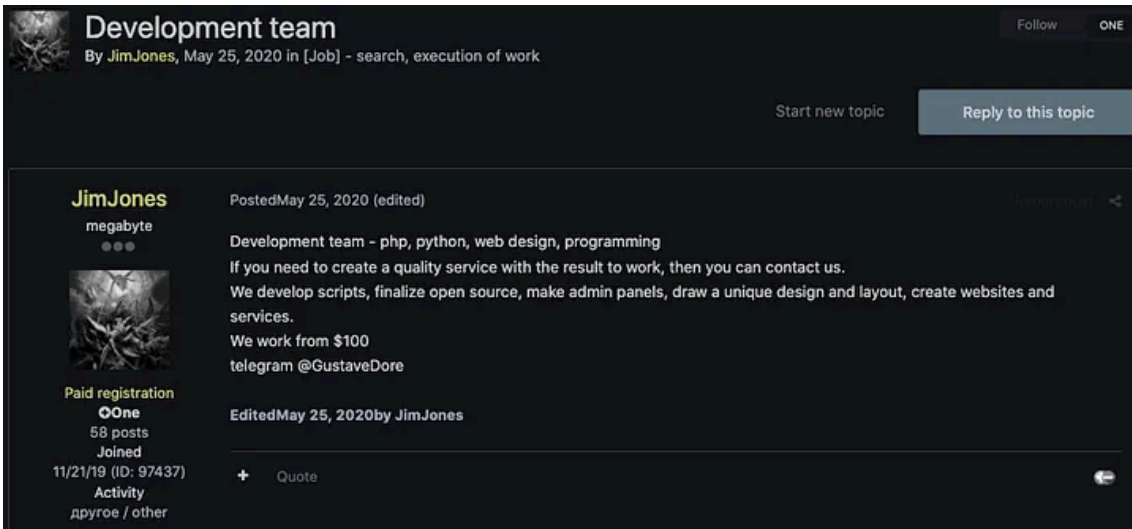 Development team
Follow ONE
By JimJones, May 25, 2020 in [Job] - search, execution of work
Start new topic
Reply to this topic
JimJones
megabyte
PostedMay 25, 2020 (edited)
Report post
Development team - php, python, web design, programming
If you need to create a quality service with the result to work, then you can contact us.
We develop scripts, finalize open source, make admin panels, draw a unique design and layout, create websites and
services.
We work from $100
telegram @GustaveDore
EditedMay 25, 2020by JimJones
Paid registration
One
58 posts
Joined
11/21/19 (ID: 97437)
Activity
другое / other
+ Quote